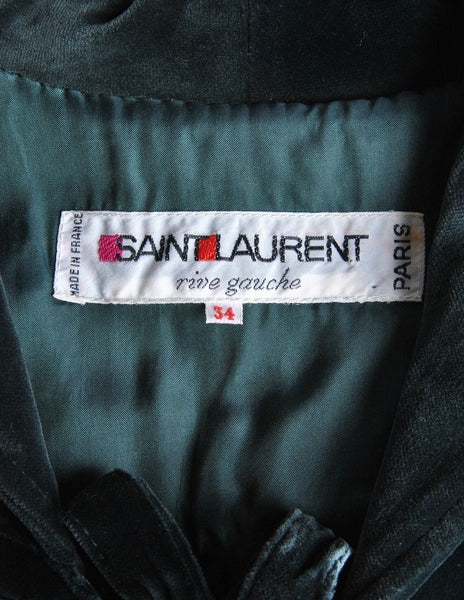 MADE IN FRANCE
SAINT LAURENT
rive gauche
PARIS
34